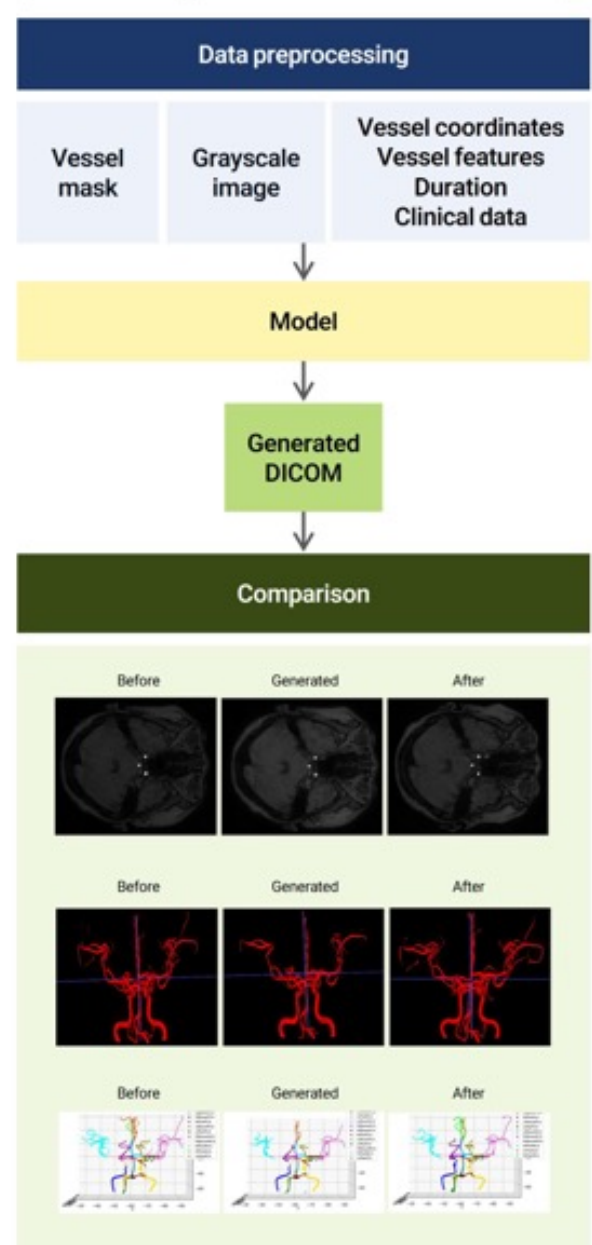 Data preprocessing
Vessel
mask
Grayscale
image
Vessel coordinates
Vessel features
Duration
Clinical data
Model
Generated
DICOM
Comparison
Before Generated After
Before Generated After
Before Generated After